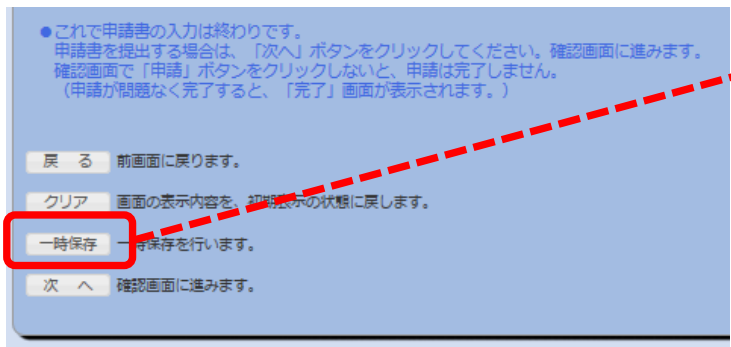 ●これで申請書の入力は終わりです。
申請書を提出する場合は、「次へ」ボタンをクリックしてください。確認画面に進みます。
確認画面で「申請」ボタンをクリックしないと、申請は完了しません。
（申請が問題なく完了すると、「完了」画面が表示されます。）
戻　る 前画面に戻ります。
クリア 画面の表示内容を、初期表示の状態に戻します。
一時保存 一時保存を行います。
次　へ 確認画面に進みます。